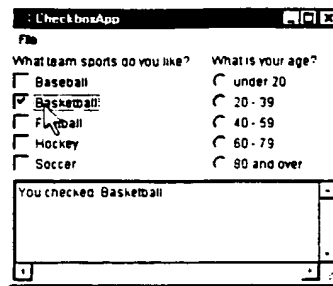 CheckboxApp
File
What team sports do you like? What is your age?
Baseball under 20
Basketball 20 - 39
Football 40 - 59
Hockey 60 - 79
Soccer 80 and over
You checked Basketball